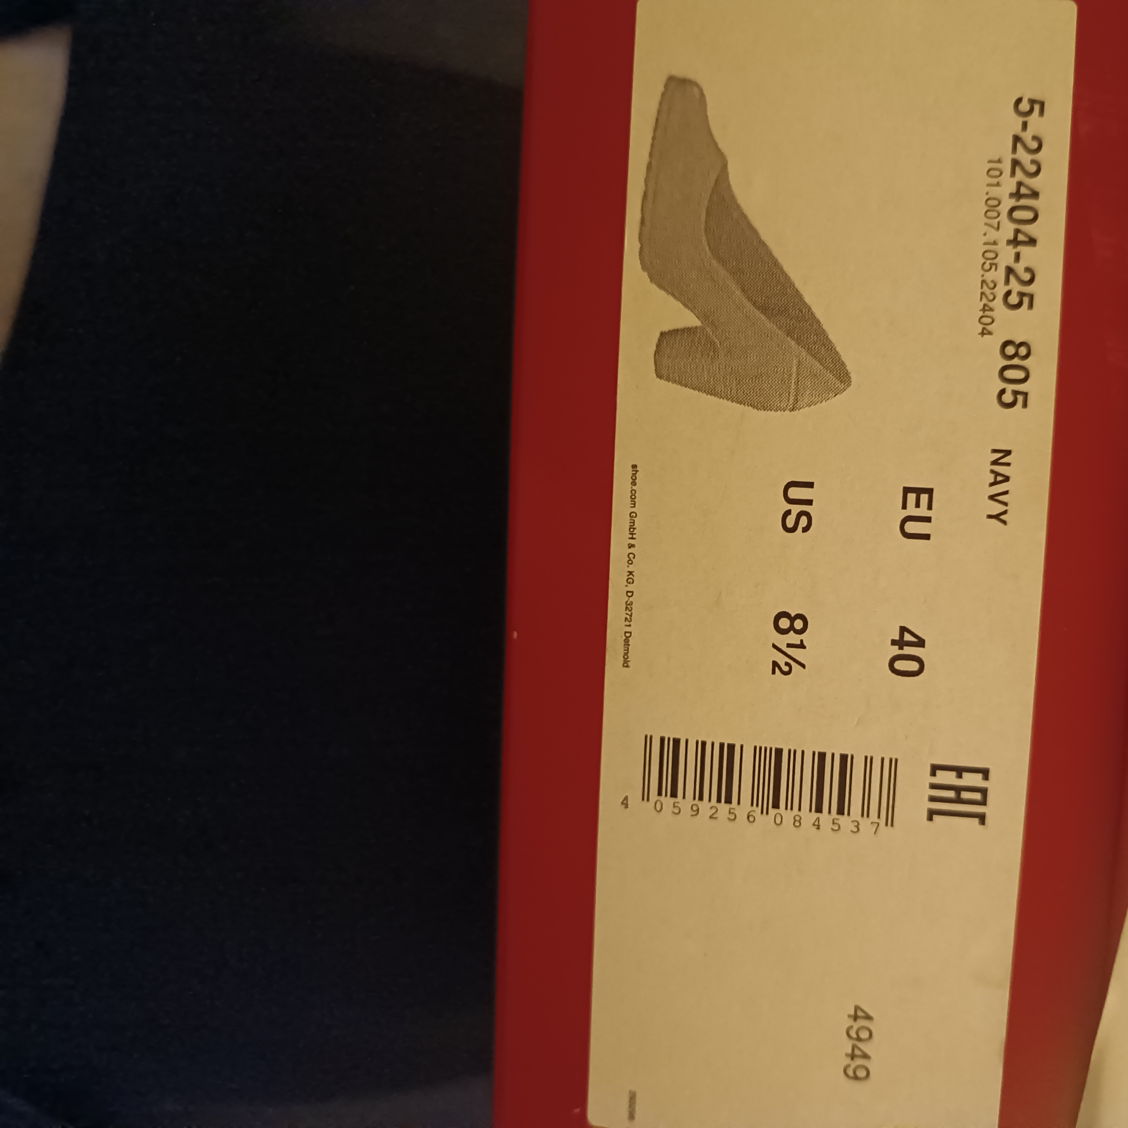 5-22404-25 805 NAVY
101.007.105.22404
EU 40
US 8½
EAC
shoe.com GmbH & Co. KG, D-32721 Detmold
4 059256 084537
4949